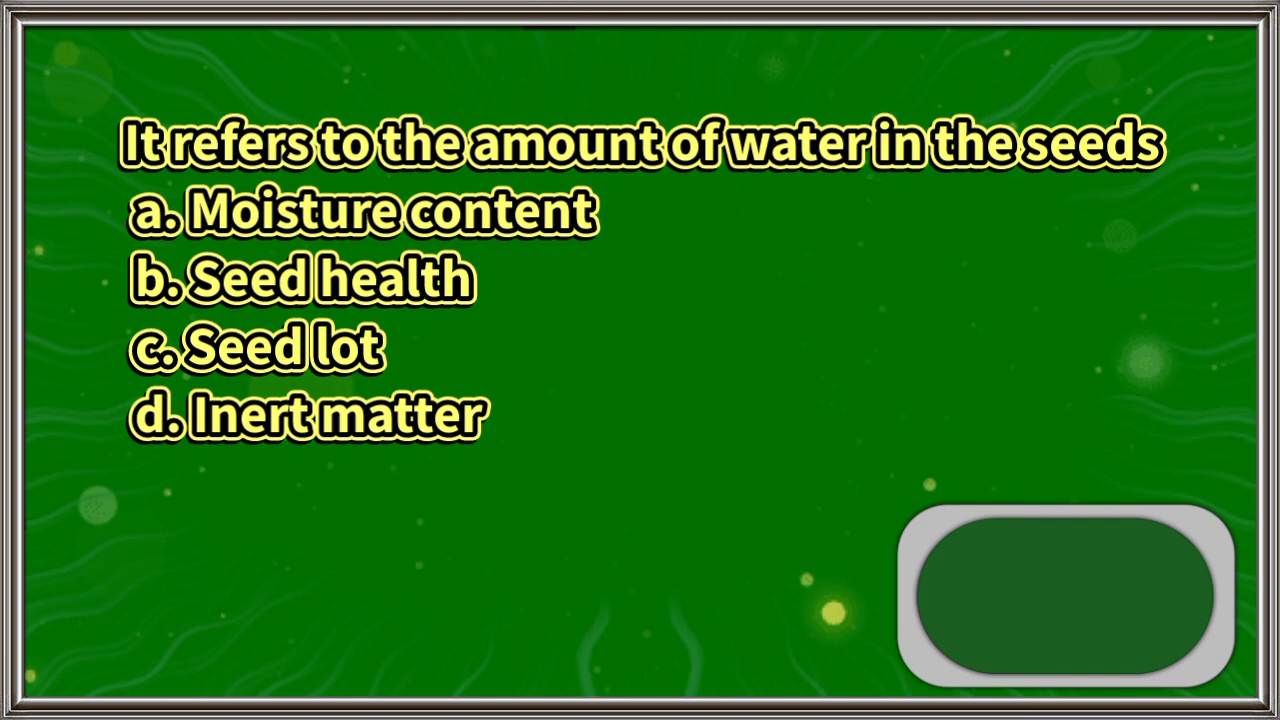 It refers to the amount of water in the seeds
a. Moisture content
b. Seed health
c. Seed lot
d. Inert matter